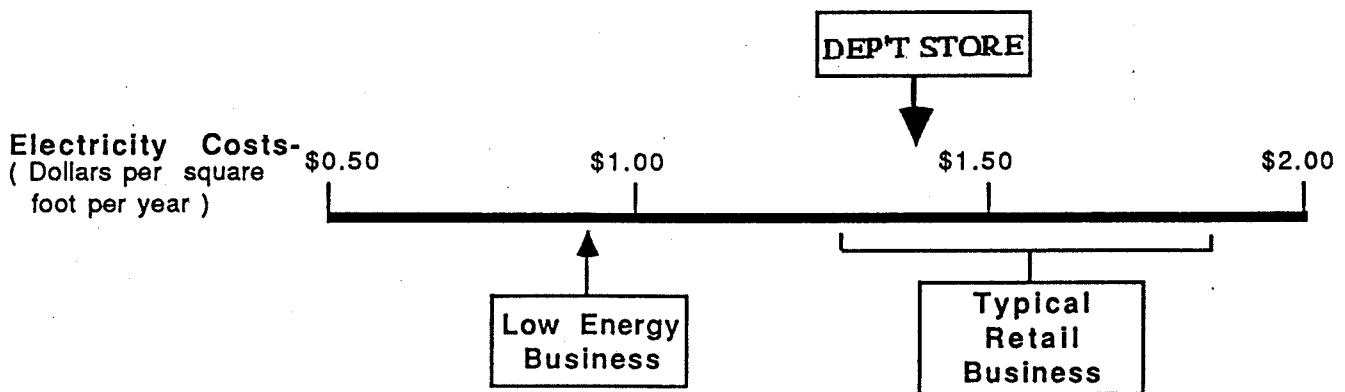 DEP'T STORE
Electricity Costs-
( Dollars per square
foot per year )
$0.50 $1.00 $1.50 $2.00
Low Energy
Business
Typical
Retail
Business